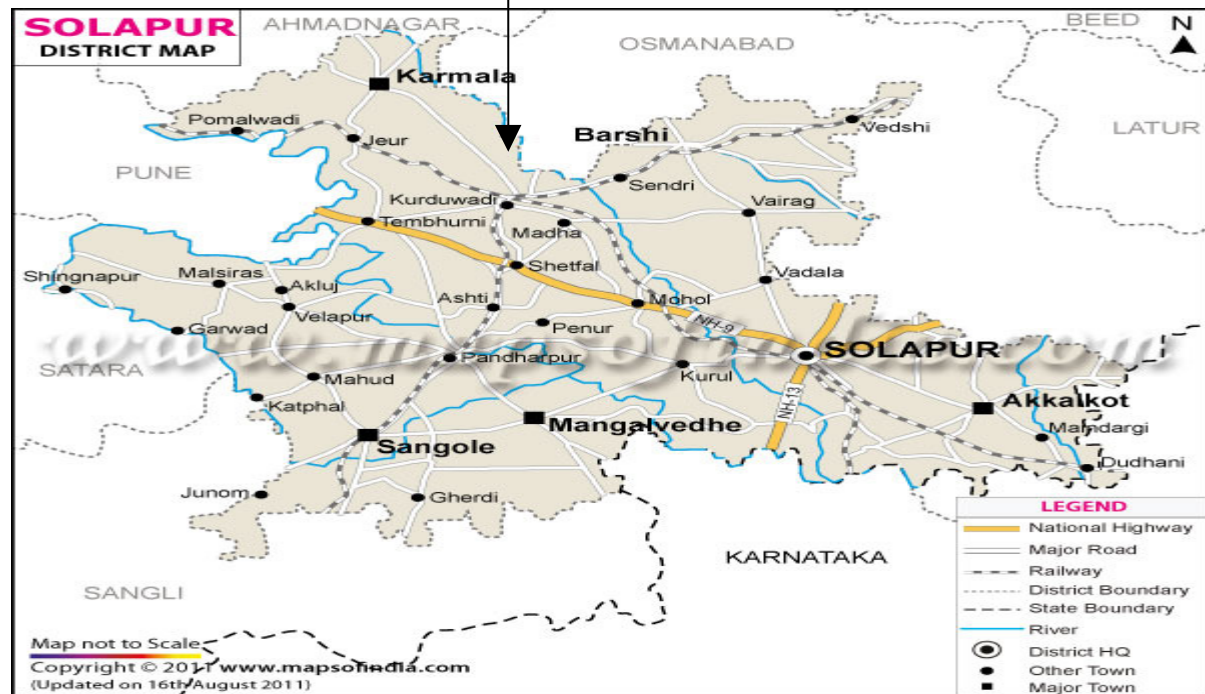 SOLAPUR
DISTRICT MAP
AHMADNAGAR
OSMANABAD
BEED
N
LATUR
PUNE
SATARA
SANGLI
KARNATAKA
Karmala
Pomalwadi
Jeur
Barshi
Vedshi
Sendri
Kurduwadi
Vairag
Tembhurni
Madha
Shetfal
Vadala
Shingnapur
Malsiras
Akluj
Velapur
Ashti
Mohol
Penur
NH-9
Garwad
www.mapsofindia.com
SOLAPUR
Pandharpur
Kurul
Mahud
Katphal
NH-13
Akkalkot
Mangalvedhe
Maindargi
Sangole
Dudhani
Junom
Gherdi
LEGEND
National Highway
Major Road
Railway
District Boundary
State Boundary
River
District HQ
Other Town
Major Town
Map not to Scale
Copyright © 2011 www.mapsofindia.com
(Updated on 16th August 2011)